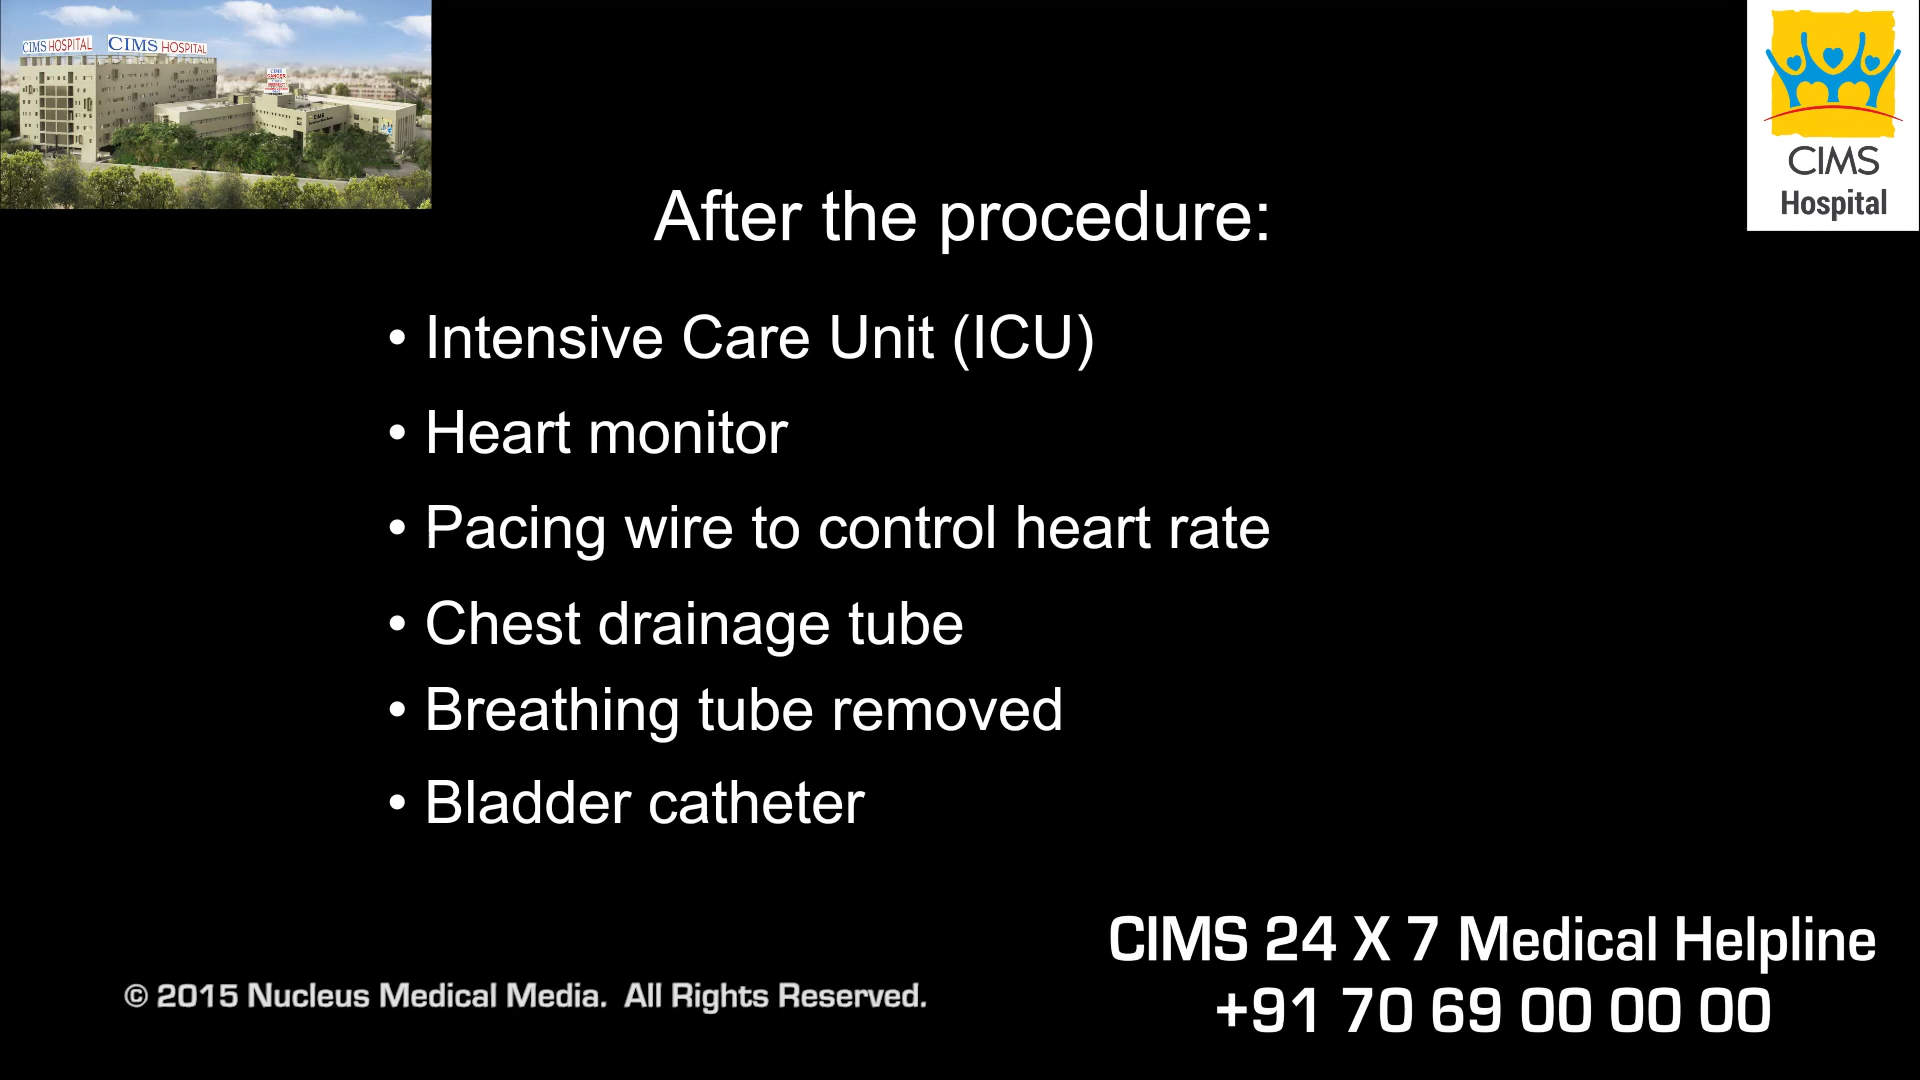 CIMS HOSPITAL CIMS HOSPITAL
CIMS
Hospital
After the procedure:
• Intensive Care Unit (ICU)
• Heart monitor
• Pacing wire to control heart rate
• Chest drainage tube
• Breathing tube removed
• Bladder catheter
CIMS 24 X 7 Medical Helpline
+91 70 69 00 00 00
© 2015 Nucleus Medical Media. All Rights Reserved.